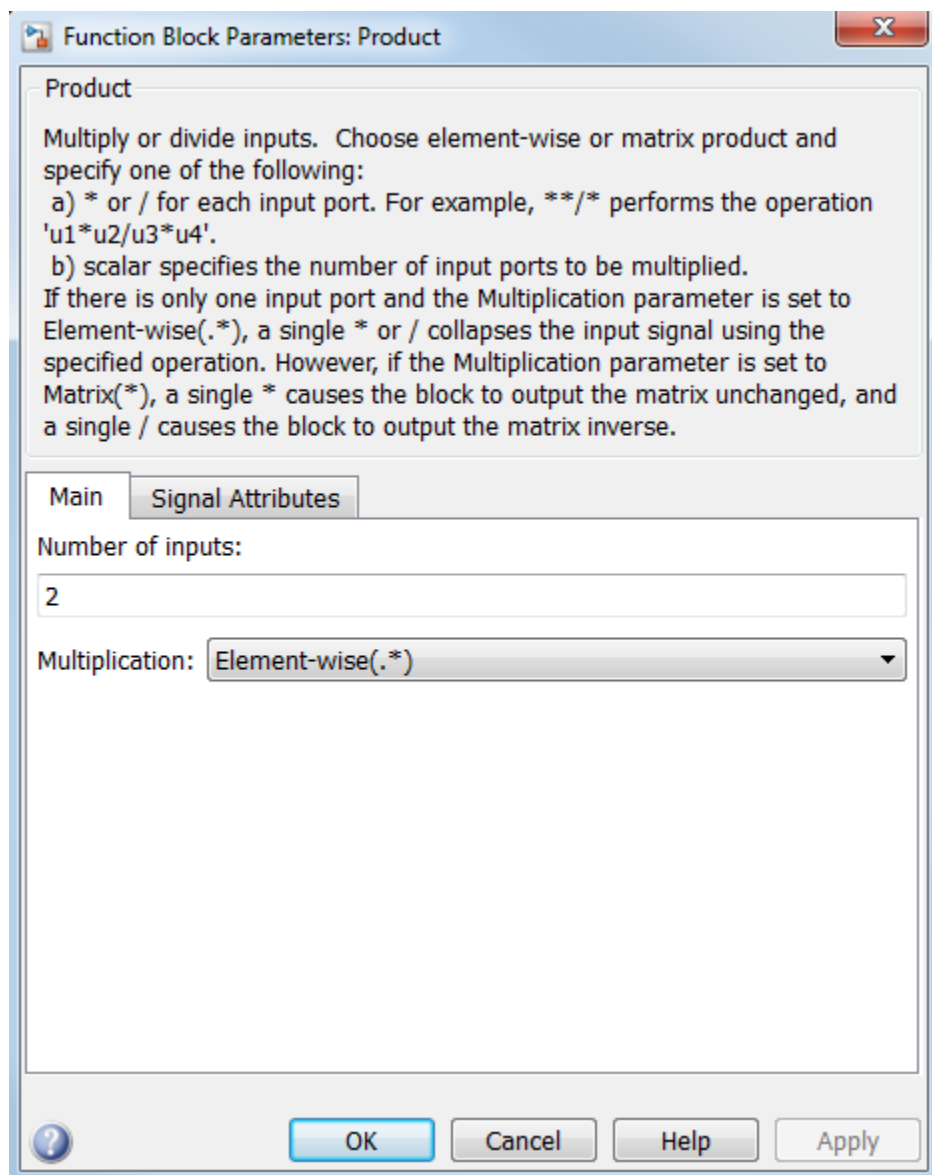 Function Block Parameters: Product
Product
Multiply or divide inputs.  Choose element-wise or matrix product and
specify one of the following:
a) * or / for each input port. For example, **/* performs the operation
'u1*u2/u3*u4'.
b) scalar specifies the number of input ports to be multiplied.
If there is only one input port and the Multiplication parameter is set to
Element-wise(.*), a single * or / collapses the input signal using the
specified operation. However, if the Multiplication parameter is set to
Matrix(*), a single * causes the block to output the matrix unchanged, and
a single / causes the block to output the matrix inverse.
Main Signal Attributes
Number of inputs:
2
Multiplication: Element-wise(.*)
? OK Cancel Help Apply